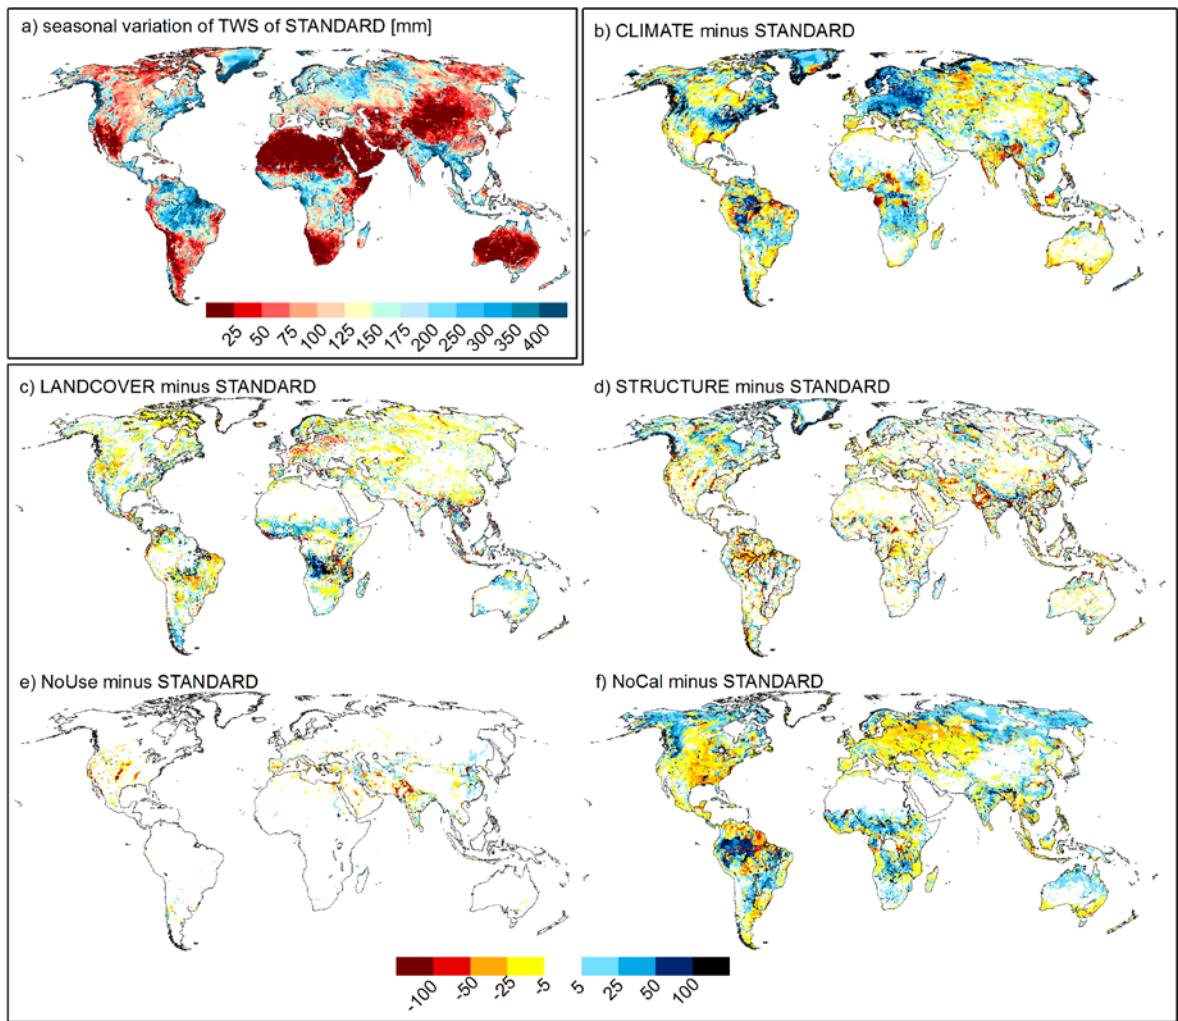 a) seasonal variation of TWS of STANDARD [mm]
b) CLIMATE minus STANDARD
25 50 75 100 125 150 175 200 250 300 350 400
c) LANDCOVER minus STANDARD
d) STRUCTURE minus STANDARD
e) NoUse minus STANDARD
f) NoCal minus STANDARD
-100 -50 -25 -5 5 25 50 100